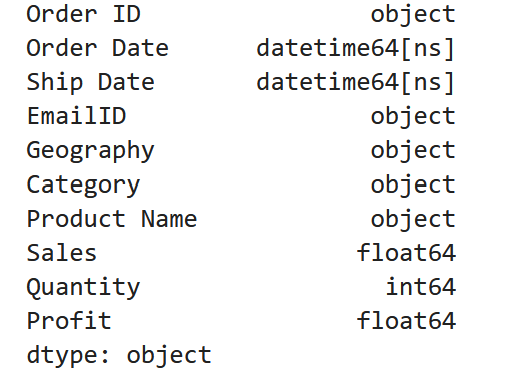 Order ID object
Order Date datetime64[ns]
Ship Date datetime64[ns]
EmailID object
Geography object
Category object
Product Name object
Sales float64
Quantity int64
Profit float64
dtype: object